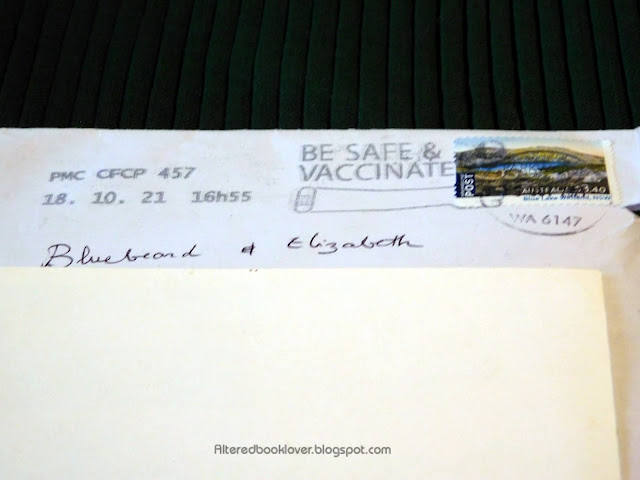 PMC CFCP 457
18. 10. 21 16h55
BE SAFE &
VACCINATE
POST
AUSTRALIA $3.40
WA 6147
Bluebeard & Elizabeth
Alteredbooklover.blogspot.com